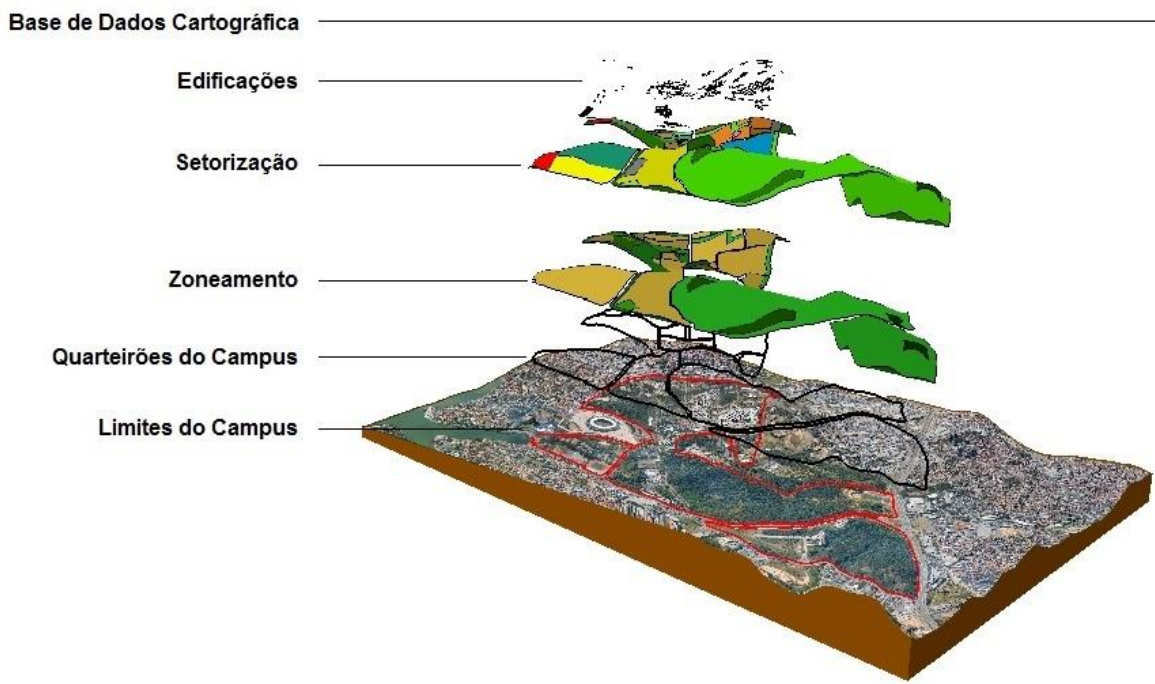 Base de Dados Cartográfica
Edificações
Setorização
Zoneamento
Quarteirões do Campus
Limites do Campus